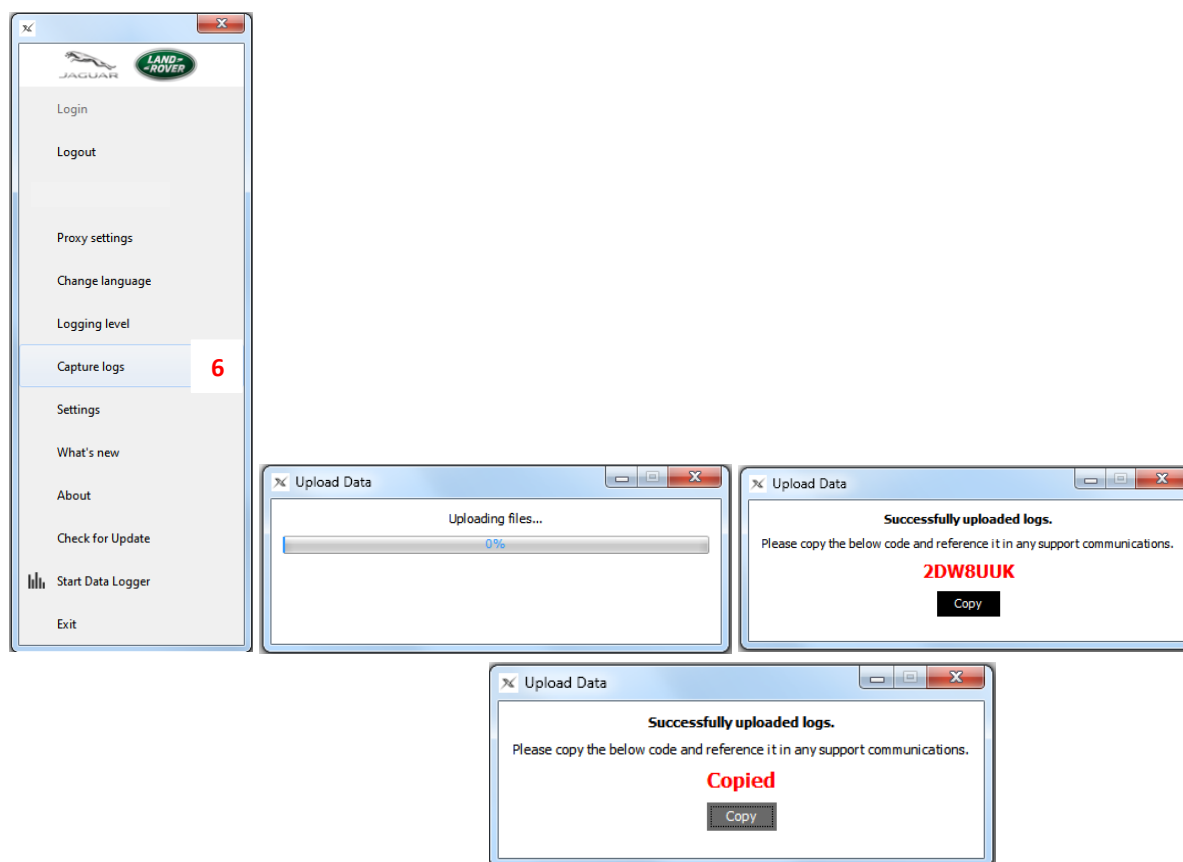 JAGUAR
LAND-
-ROVER
Login
Logout
Proxy settings
Change language
Logging level
Capture logs 6
Settings
What's new
About
Check for Update
Start Data Logger
Exit
Upload Data
Uploading files...
0%
Upload Data
Successfully uploaded logs.
Please copy the below code and reference it in any support communications.
2DW8UUK
Copy
Upload Data
Successfully uploaded logs.
Please copy the below code and reference it in any support communications.
Copied
Copy